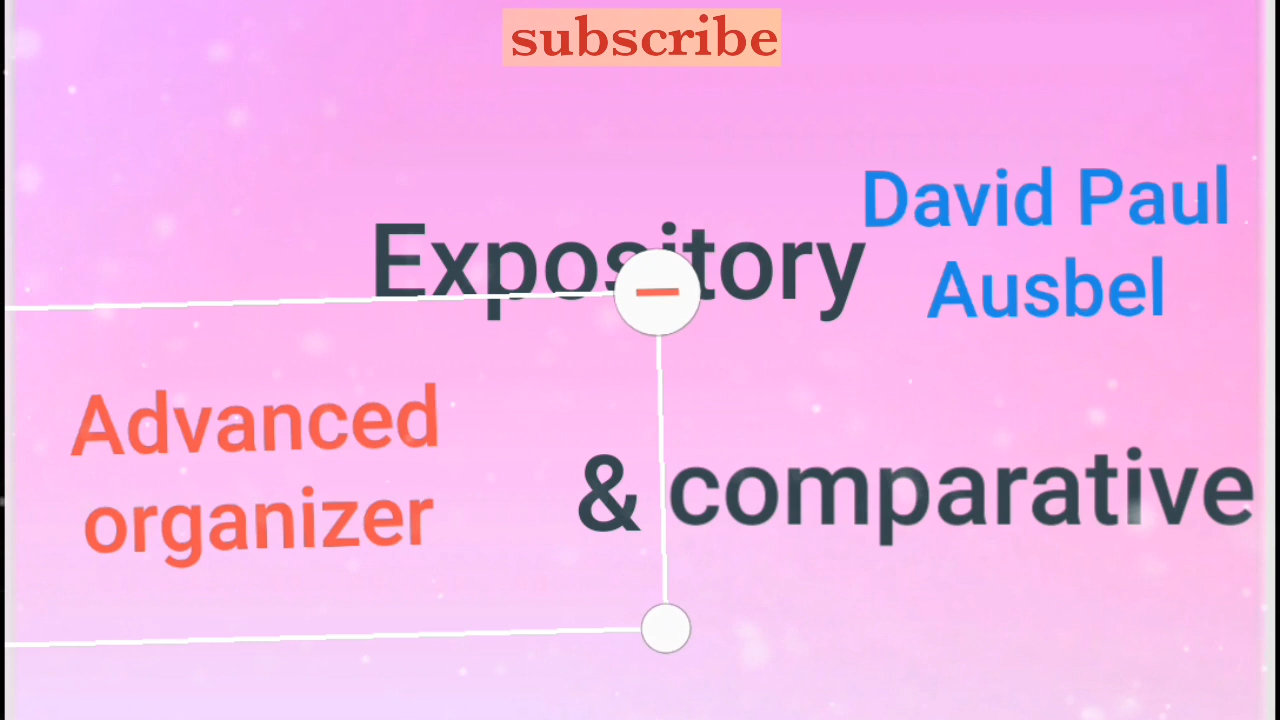 subscribe
David Paul
Ausbel
Expository
Advanced
organizer
& comparative